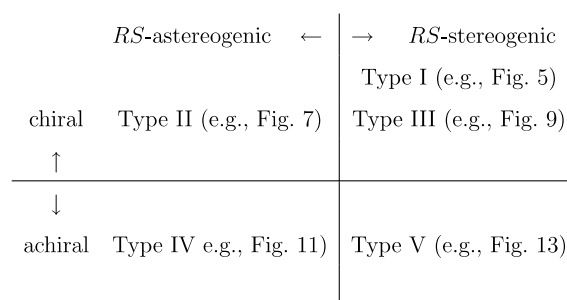 RS-astereogenic ← → RS-stereogenic
Type I (e.g., Fig. 5)
chiral Type II (e.g., Fig. 7) Type III (e.g., Fig. 9)
↑
↓
achiral Type IV e.g., Fig. 11) Type V (e.g., Fig. 13)